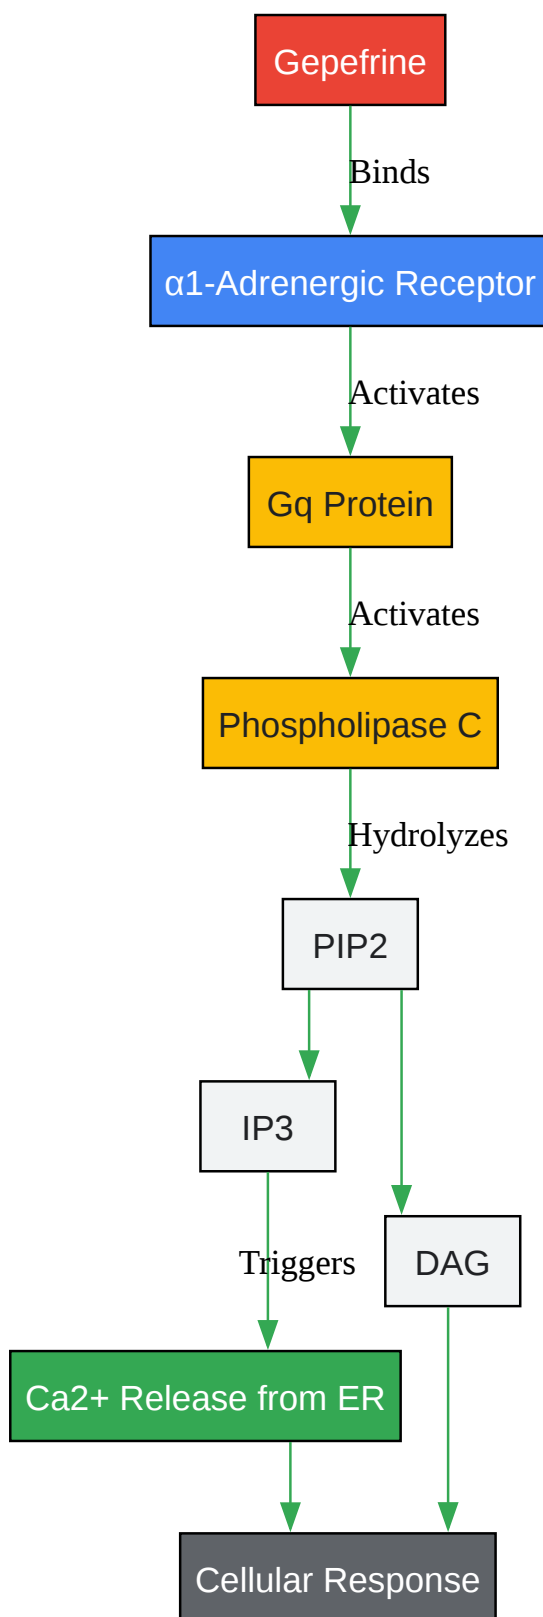 Gepefrine
Binds
α1-Adrenergic Receptor
Activates
Gq Protein
Activates
Phospholipase C
Hydrolyzes
PIP2
IP3
Triggers
DAG
Ca2+ Release from ER
Cellular Response